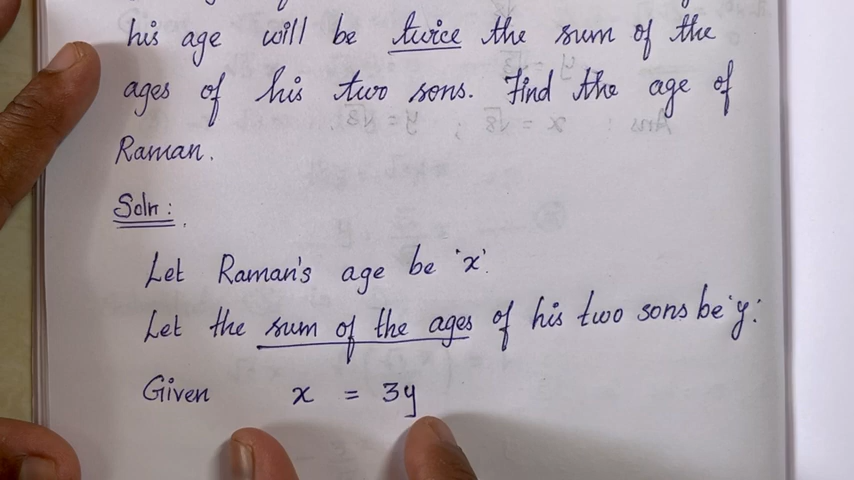 his age will be twice the sum of the
ages of his two sons. Find the age of
Raman.
Soln:
Let Raman's age be 'x'.
Let the sum of the ages of his two sons be 'y'.
Given x = 3y